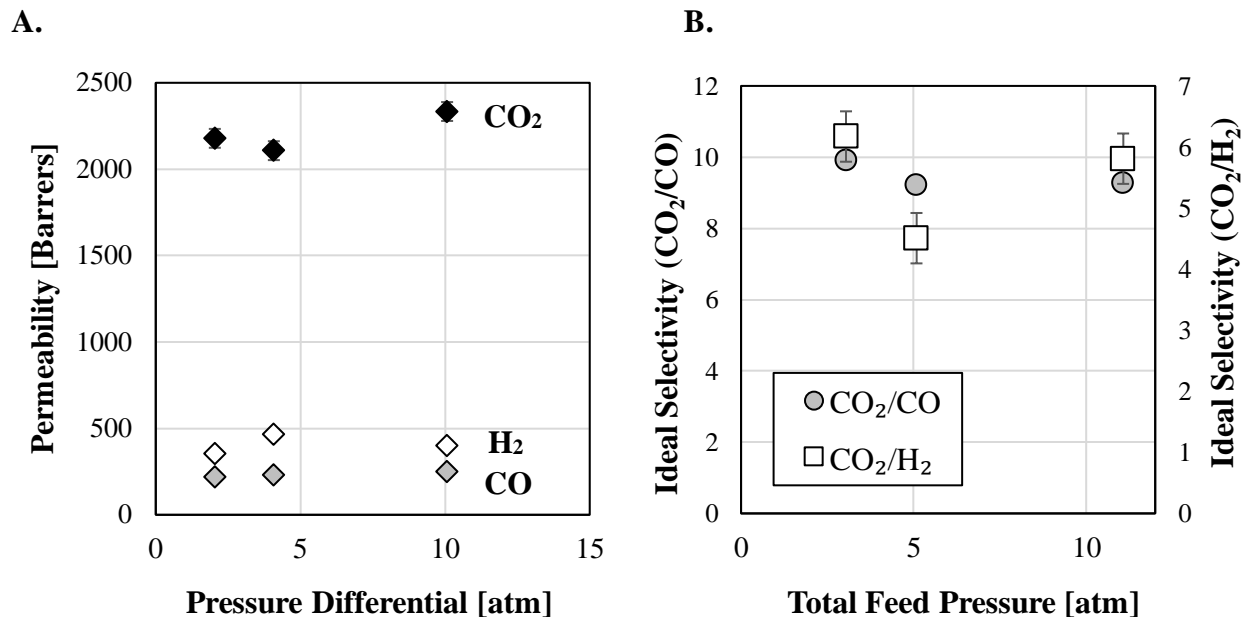 A.
Permeability [Barrers]
2500
2000
1500
1000
500
0
CO₂
H₂
CO
0 5 10 15
Pressure Differential [atm]
B.
Ideal Selectivity (CO₂/CO)
12
10
8
6
4
2
0
CO₂/CO
CO₂/H₂
7
6
5
4
3
2
1
0
Ideal Selectivity (CO₂/H₂)
0 5 10
Total Feed Pressure [atm]